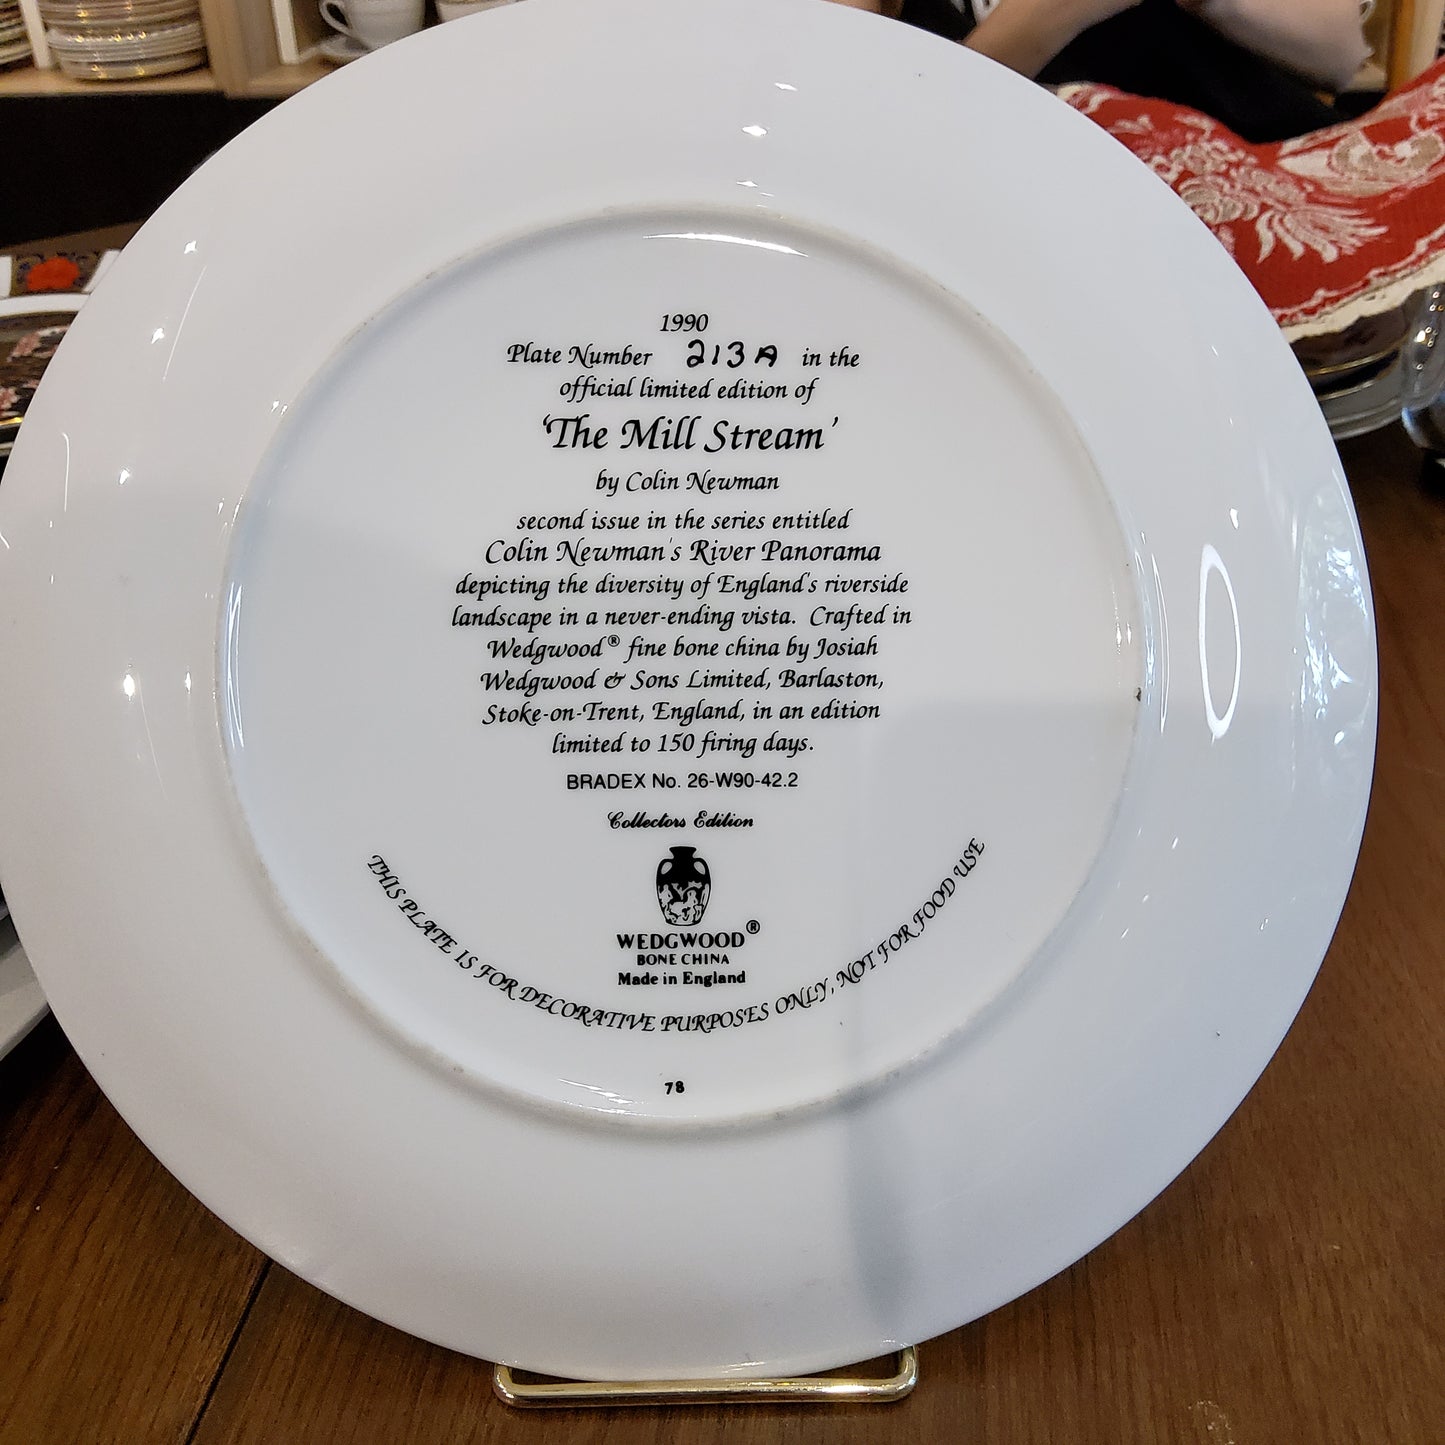 1990
Plate Number 213A in the
official limited edition of
‘The Mill Stream’
by Colin Newman
second issue in the series entitled
Colin Newman's River Panorama
depicting the diversity of England's riverside
landscape in a never-ending vista. Crafted in
Wedgwood® fine bone china by Josiah
Wedgwood & Sons Limited, Barlaston,
Stoke-on-Trent, England, in an edition
limited to 150 firing days.
BRADEX No. 26-W90-42.2
Collectors Edition
WEDGWOOD®
BONE CHINA
Made in England
THIS PLATE IS FOR DECORATIVE PURPOSES ONLY, NOT FOR FOOD USE
78